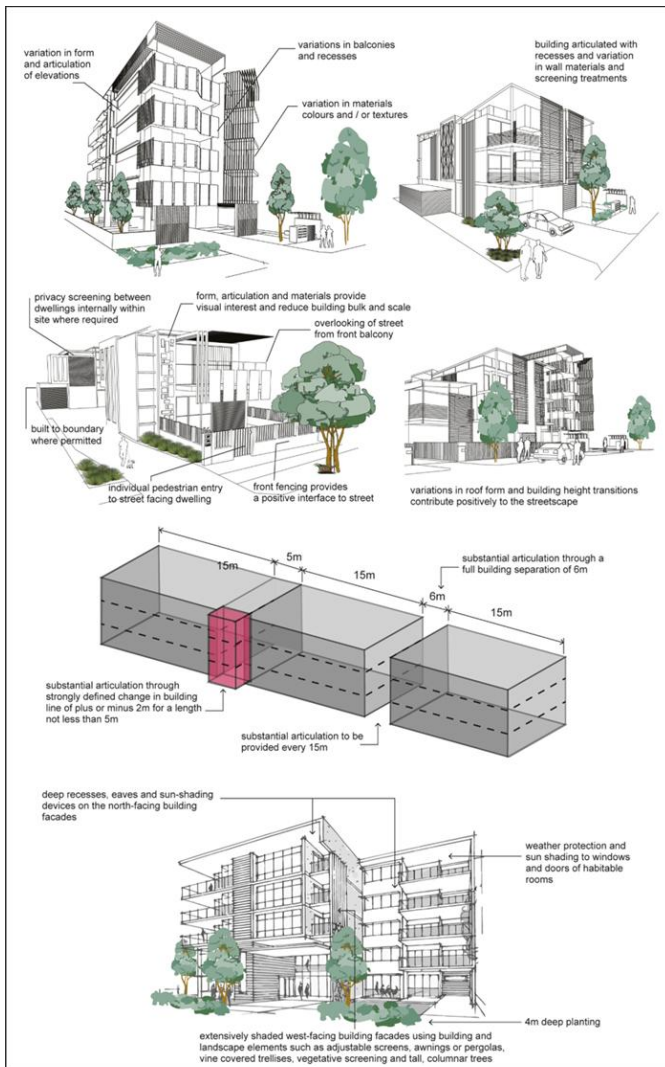 variation in form
and articulation
of elevations
variations in balconies
and recesses
variation in materials
colours and / or textures
building articulated with
recesses and variation
in wall materials and
screening treatments
privacy screening between
dwellings internally within
site where required
form, articulation and materials provide
visual interest and reduce building bulk and scale
overlooking of street
from front balcony
built to boundary
where permitted
individual pedestrian entry
to street facing dwelling
front fencing provides
a positive interface to street
variations in roof form and building height transitions
contribute positively to the streetscape
15m
5m
15m
6m
15m
substantial articulation through a
full building separation of 6m
substantial articulation through
strongly defined change in building
line of plus or minus 2m for a length
not less than 5m
substantial articulation to be
provided every 15m
deep recesses, eaves and sun-shading
devices on the north-facing building
facades
weather protection and
sun shading to windows
and doors of habitable
rooms
4m deep planting
extensively shaded west-facing building facades using building and
landscape elements such as adjustable screens, awnings or pergolas,
vine covered trellises, vegetative screening and tall, columnar trees